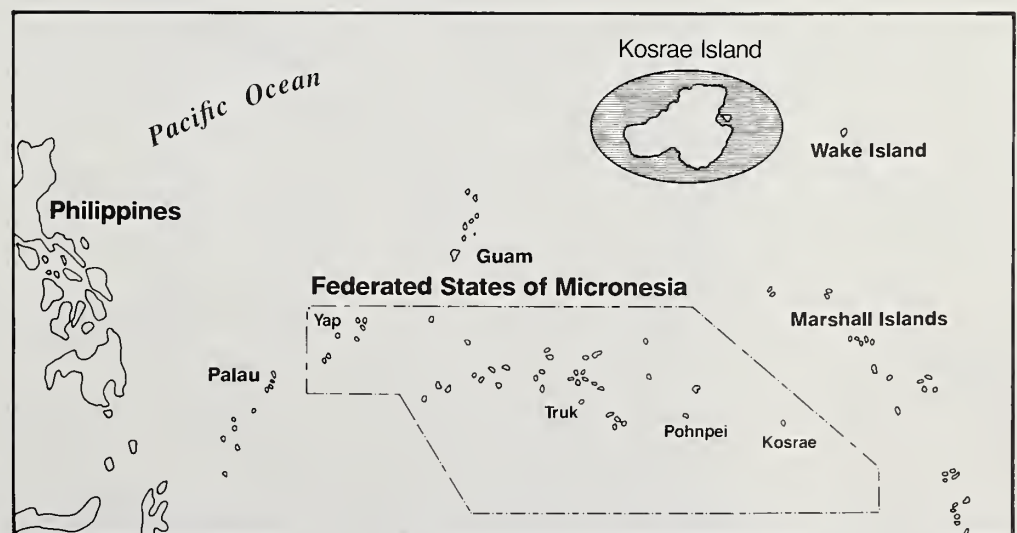 Kosrae Island
Pacific Ocean
Wake Island
Philippines
Guam
Federated States of Micronesia
Yap
Marshall Islands
Palau
Truk
Pohnpei
Kosrae